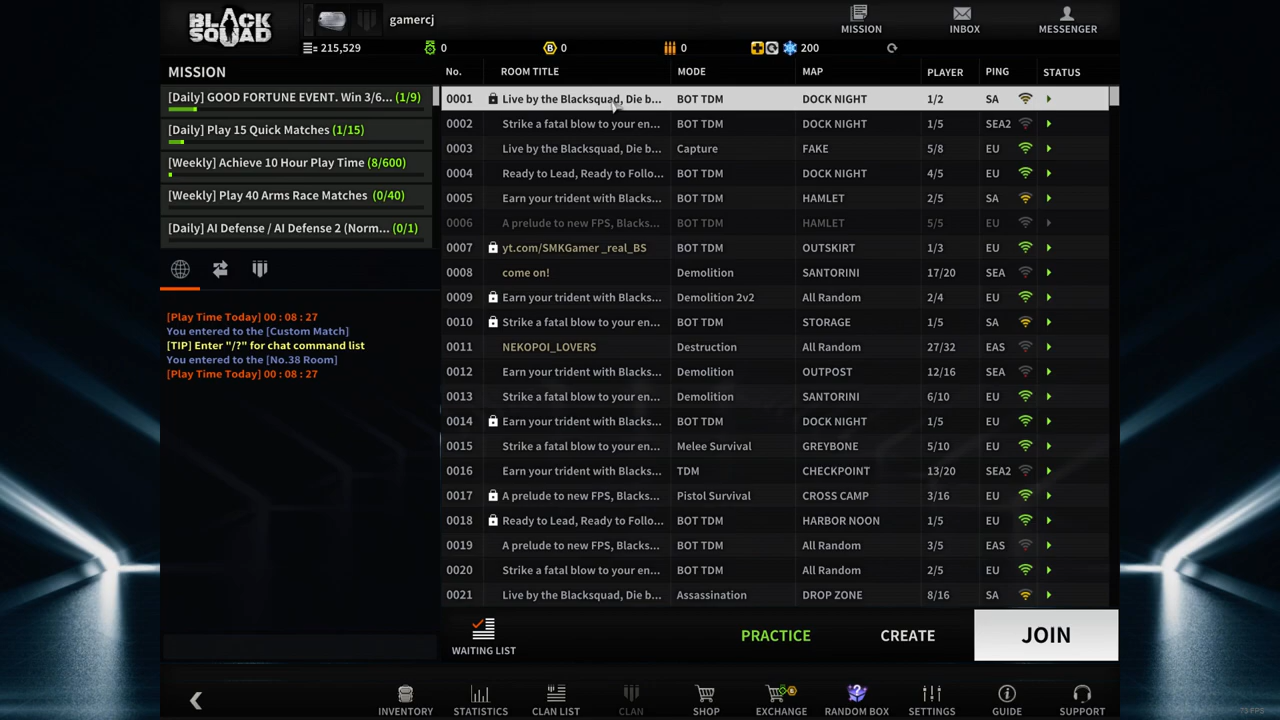 BLACK SQUAD
gamercj
MISSION
INBOX
MESSENGER
215,529
0
0
0
200
MISSION
[Daily] GOOD FORTUNE EVENT. Win 3/6... (1/9)
[Daily] Play 15 Quick Matches (1/15)
[Weekly] Achieve 10 Hour Play Time (8/600)
[Weekly] Play 40 Arms Race Matches (0/40)
[Daily] AI Defense / AI Defense 2 (Norm... (0/1)
[Play Time Today] 00 : 08 : 27
You entered to the [Custom Match]
[TIP] Enter "/?" for chat command list
You entered to the [No.38 Room]
[Play Time Today] 00 : 08 : 27
No. ROOM TITLE MODE MAP PLAYER PING STATUS
0001 Live by the Blacksquad, Die b... BOT TDM DOCK NIGHT 1/2 SA
0002 Strike a fatal blow to your en... BOT TDM DOCK NIGHT 1/5 SEA2
0003 Live by the Blacksquad, Die b... Capture FAKE 5/8 EU
0004 Ready to Lead, Ready to Follo... BOT TDM DOCK NIGHT 4/5 EU
0005 Earn your trident with Blacks... BOT TDM HAMLET 2/5 SA
0006 A prelude to new FPS, Blacks... BOT TDM HAMLET 5/5 EU
0007 yt.com/SMKGamer _real_BS BOT TDM OUTSKIRT 1/3 EU
0008 come on! Demolition SANTORINI 17/20 SEA
0009 Earn your trident with Blacks... Demolition 2v2 All Random 2/4 EU
0010 Strike a fatal blow to your en... BOT TDM STORAGE 1/5 SA
0011 NEKOPOI_LOVERS Destruction All Random 27/32 EAS
0012 Earn your trident with Blacks... Demolition OUTPOST 12/16 SEA
0013 Strike a fatal blow to your en... Demolition SANTORINI 6/10 EU
0014 Earn your trident with Blacks... BOT TDM DOCK NIGHT 1/5 EU
0015 Strike a fatal blow to your en... Melee Survival GREYBONE 5/10 EU
0016 Earn your trident with Blacks... TDM CHECKPOINT 13/20 SEA2
0017 A prelude to new FPS, Blacks... Pistol Survival CROSS CAMP 3/16 EU
0018 Ready to Lead, Ready to Follo... BOT TDM HARBOR NOON 1/5 EU
0019 A prelude to new FPS, Blacks... BOT TDM All Random 3/5 EAS
0020 Strike a fatal blow to your en... BOT TDM All Random 2/5 EU
0021 Live by the Blacksquad, Die b... Assassination DROP ZONE 8/16 SA
WAITING LIST
PRACTICE
CREATE
JOIN
INVENTORY
STATISTICS
CLAN LIST
CLAN
SHOP
EXCHANGE
RANDOM BOX
SETTINGS
GUIDE
SUPPORT